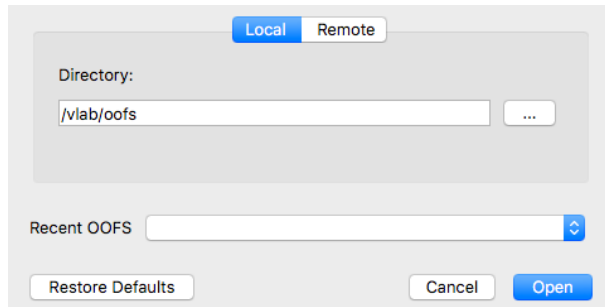 Local Remote
Directory:
/vlab/oofs
...
Recent OOFS
Restore Defaults Cancel Open